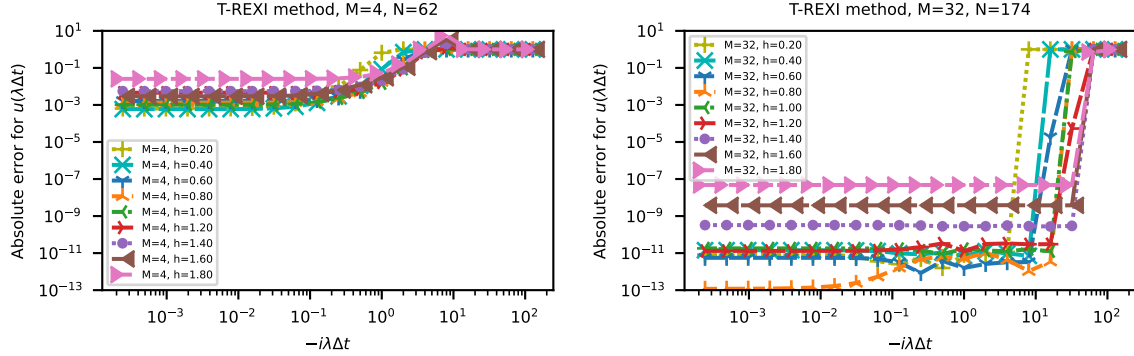 T-REXI method, M=4, N=62
Absolute error for u(λΔt)
10^1
10^-1
10^-3
10^-5
10^-7
10^-9
10^-11
10^-13
M=4, h=0.20
M=4, h=0.40
M=4, h=0.60
M=4, h=0.80
M=4, h=1.00
M=4, h=1.20
M=4, h=1.40
M=4, h=1.60
M=4, h=1.80
10^-3 10^-2 10^-1 10^0 10^1 10^2
-iλΔt
T-REXI method, M=32, N=174
Absolute error for u(λΔt)
10^1
10^-1
10^-3
10^-5
10^-7
10^-9
10^-11
10^-13
M=32, h=0.20
M=32, h=0.40
M=32, h=0.60
M=32, h=0.80
M=32, h=1.00
M=32, h=1.20
M=32, h=1.40
M=32, h=1.60
M=32, h=1.80
10^-3 10^-2 10^-1 10^0 10^1 10^2
-iλΔt